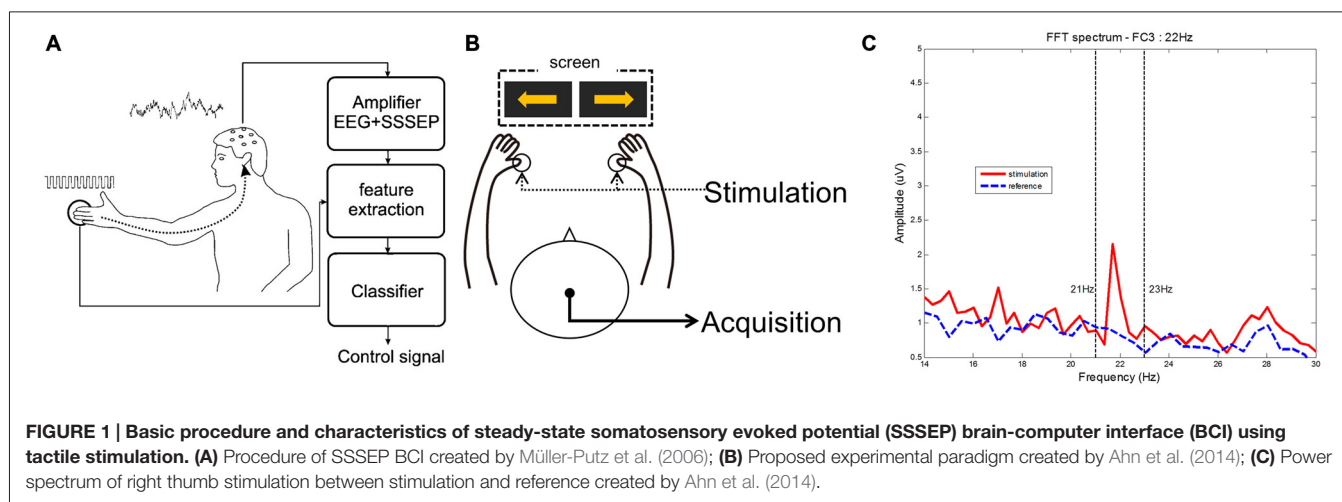 A
Amplifier
EEG+SSSEP
feature
extraction
Classifier
Control signal
B
screen
Stimulation
Acquisition
C
FFT spectrum - FC3 : 22Hz
Amplitude (uV)
5
4.5
4
3.5
3
2.5
2
1.5
1
0.5
stimulation
reference
21Hz
23Hz
14 16 18 20 22 24 26 28 30
Frequency (Hz)
FIGURE 1 | Basic procedure and characteristics of steady-state somatosensory evoked potential (SSSEP) brain-computer interface (BCI) using
tactile stimulation. (A) Procedure of SSSEP BCI created by Müller-Putz et al. (2006); (B) Proposed experimental paradigm created by Ahn et al. (2014); (C) Power
spectrum of right thumb stimulation between stimulation and reference created by Ahn et al. (2014).